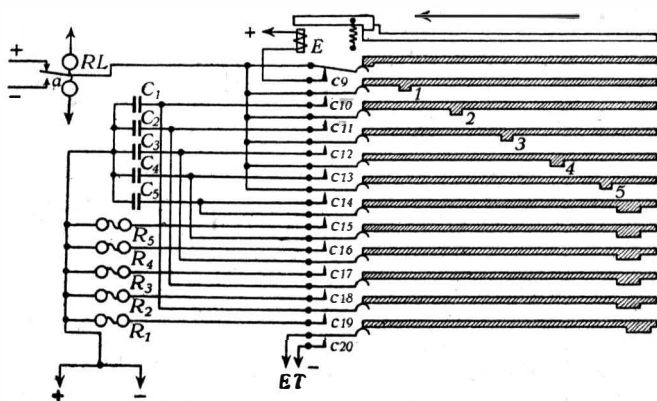 +
E
+
RL
a
−
C₁
C₂
C₃
C₄
C₅
c9
c10
c11
c12
c13
c14
c15
c16
c17
c18
c19
c20
1
2
3
4
5
R₅
R₄
R₃
R₂
R₁
+
−
ET
−